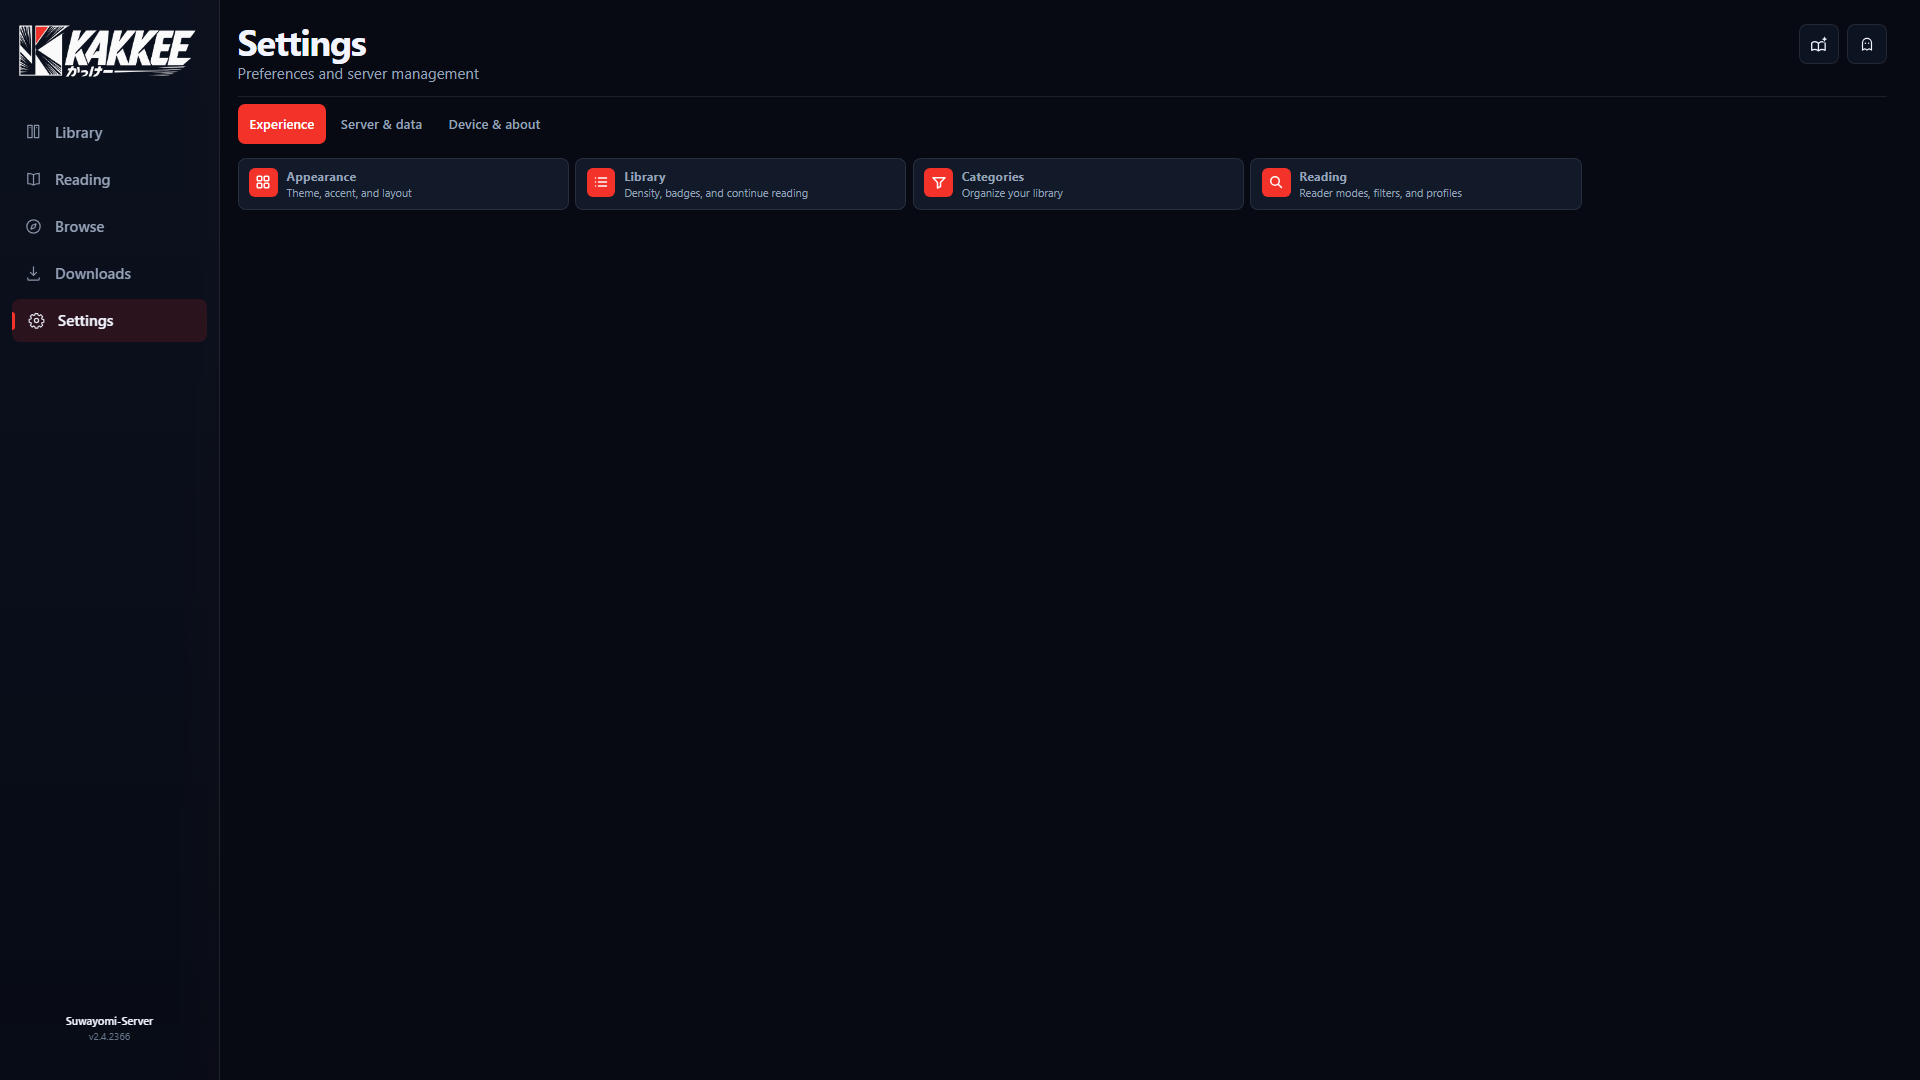 KAKKEE
かっけー
Library
Reading
Browse
Downloads
Settings
Suwayomi-Server
v2.4.2366
Settings
Preferences and server management
Experience
Server & data
Device & about
Appearance
Theme, accent, and layout
Library
Density, badges, and continue reading
Categories
Organize your library
Reading
Reader modes, filters, and profiles